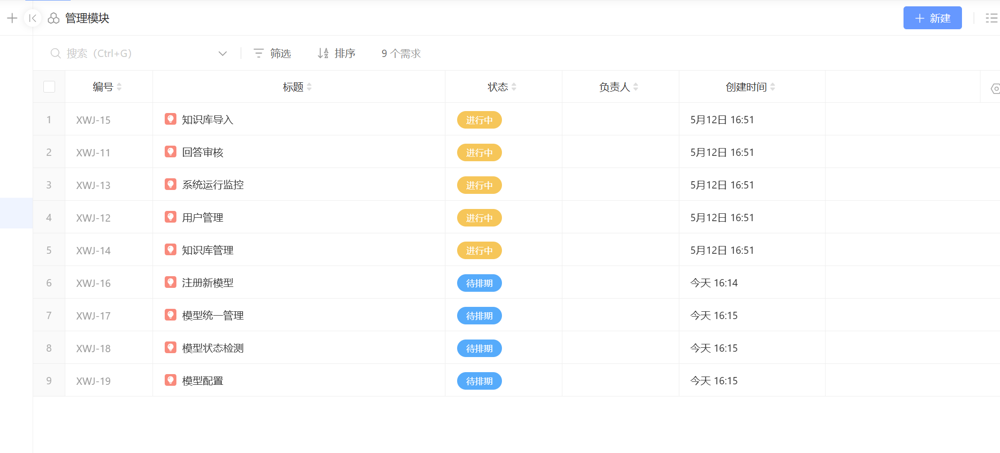 管理模块
新建
搜索（Ctrl+G） 筛选 排序 9 个需求
编号 标题 状态 负责人 创建时间
1 XWJ-15 知识库导入 进行中 5月12日 16:51
2 XWJ-11 回答审核 进行中 5月12日 16:51
3 XWJ-13 系统运行监控 进行中 5月12日 16:51
4 XWJ-12 用户管理 进行中 5月12日 16:51
5 XWJ-14 知识库管理 进行中 5月12日 16:51
6 XWJ-16 注册新模型 待排期 今天 16:14
7 XWJ-17 模型统一管理 待排期 今天 16:15
8 XWJ-18 模型状态检测 待排期 今天 16:15
9 XWJ-19 模型配置 待排期 今天 16:15